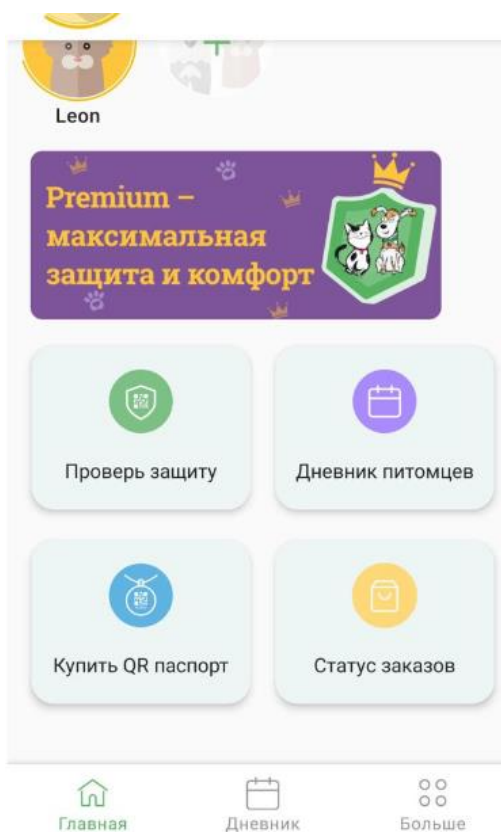 Leon
Premium –
максимальная
защита и комфорт
Проверь защиту
Дневник питомцев
Купить QR паспорт
Статус заказов
Главная
Дневник
Больше